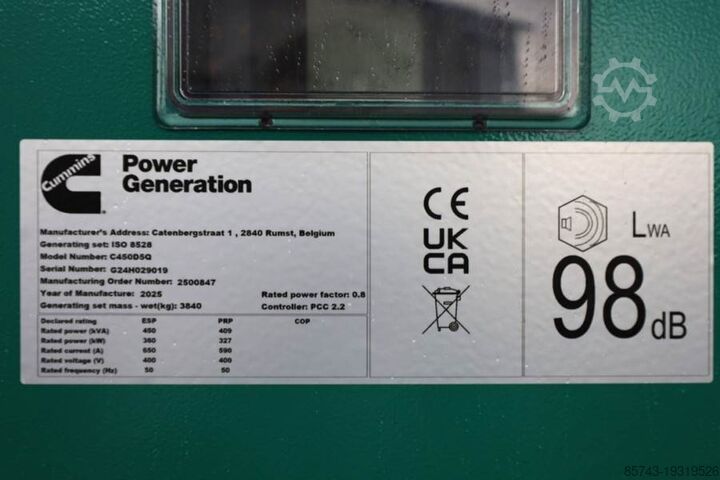 Cummins
Power
Generation
Manufacturer's Address: Catenbergstraat 1 , 2840 Rumst, Belgium
Generating set: ISO 8528
Model Number: C450D5Q
Serial Number: G24H029019
Manufacturing Order Number: 2500847
Year of Manufacture: 2025 Rated power factor: 0.8
Generating set mass - wet(kg): 3840 Controller: PCC 2.2
Declared rating ESP PRP COP
Rated power (kVA) 450 409
Rated power (kW) 360 327
Rated current (A) 650 590
Rated voltage (V) 400 400
Rated frequency (Hz) 50 50
CE
UK
CA
LWA
98 dB
85743-19319526